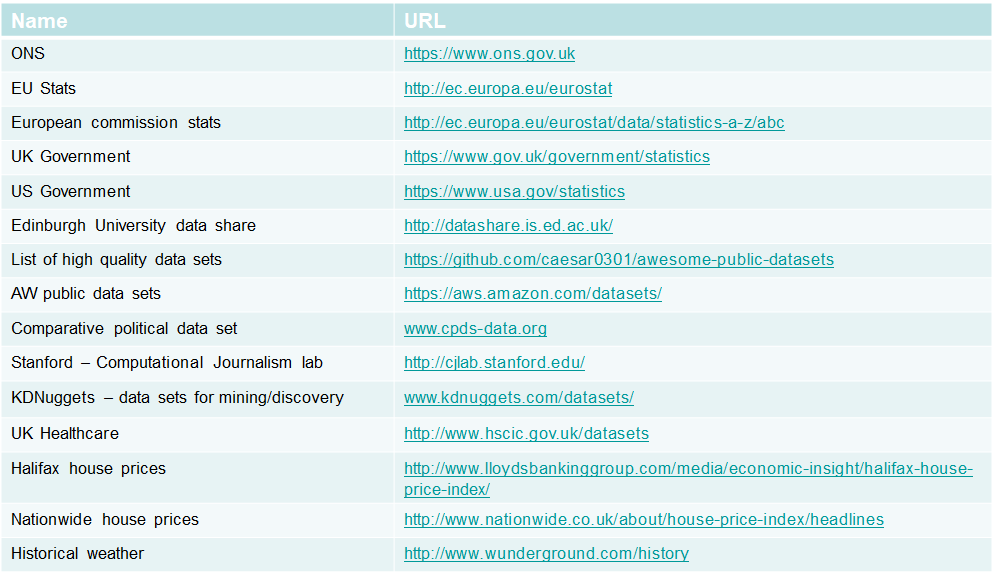 Name URL
ONS https://www.ons.gov.uk
EU Stats http://ec.europa.eu/eurostat
European commission stats http://ec.europa.eu/eurostat/data/statistics-a-z/abc
UK Government https://www.gov.uk/government/statistics
US Government https://www.usa.gov/statistics
Edinburgh University data share http://datashare.is.ed.ac.uk/
List of high quality data sets https://github.com/caesar0301/awesome-public-datasets
AW public data sets https://aws.amazon.com/datasets/
Comparative political data set www.cpds-data.org
Stanford – Computational Journalism lab http://cjlab.stanford.edu/
KDNuggets – data sets for mining/discovery www.kdnuggets.com/datasets/
UK Healthcare http://www.hscic.gov.uk/datasets
Halifax house prices http://www.lloydsbankinggroup.com/media/economic-insight/halifax-house-
price-index/
Nationwide house prices http://www.nationwide.co.uk/about/house-price-index/headlines
Historical weather http://www.wunderground.com/history